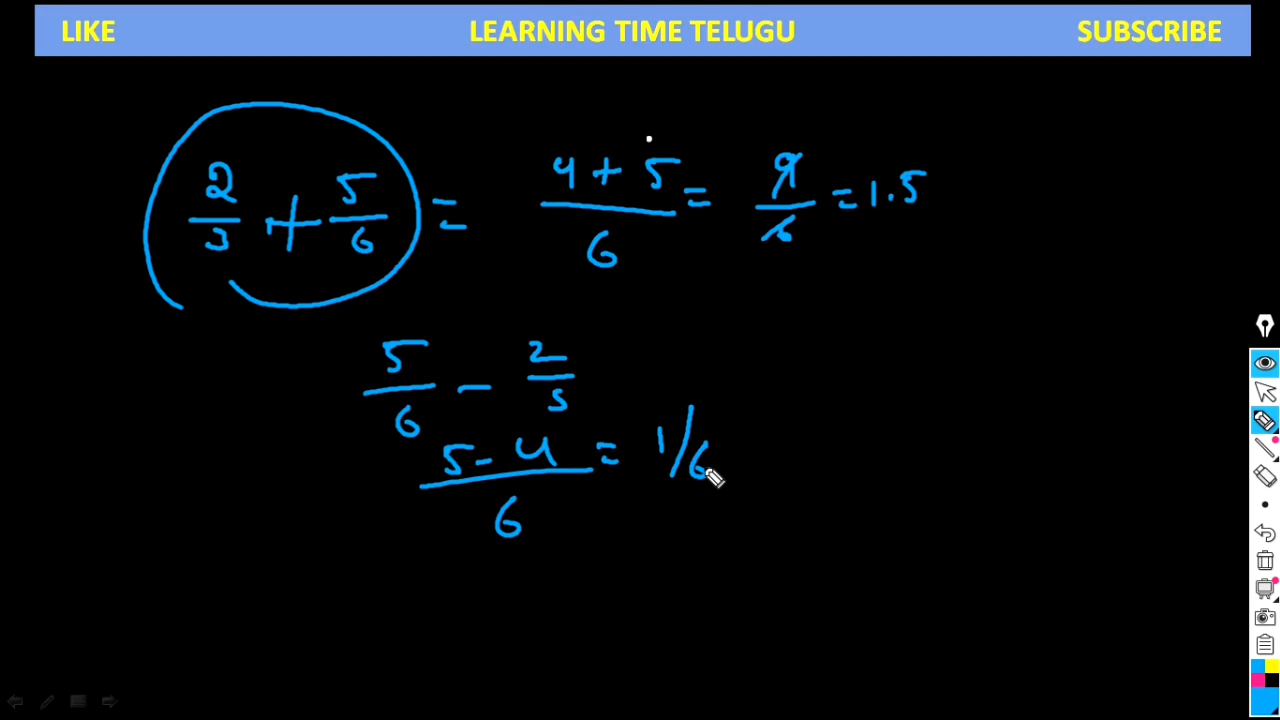 LIKE LEARNING TIME TELUGU SUBSCRIBE
2/3 + 5/6 = (4 + 5)/6 = 9/6 = 1.5
5/6 - 2/3
(5 - 4)/6 = 1/6